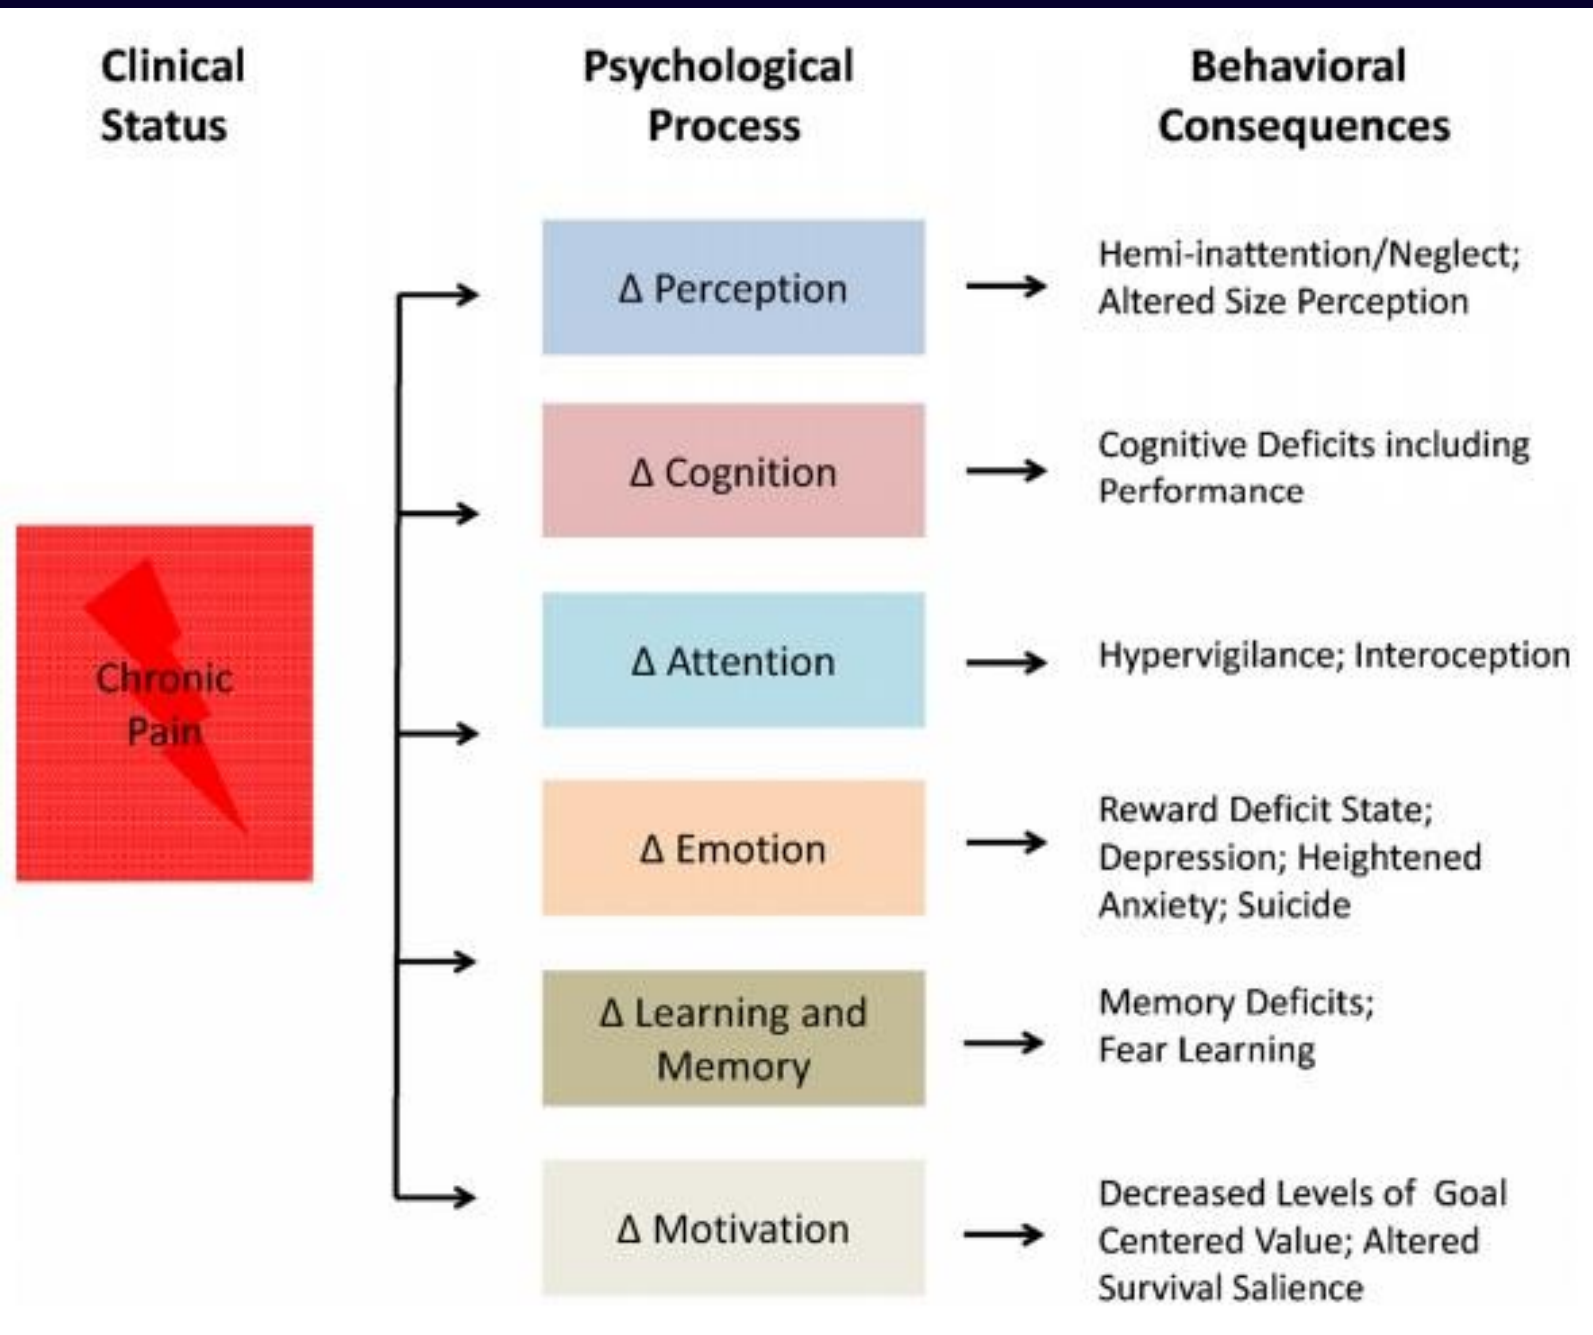 Clinical
Status
Psychological
Process
Behavioral
Consequences
Chronic
Pain
Δ Perception
Hemi-inattention/Neglect;
Altered Size Perception
Δ Cognition
Cognitive Deficits including
Performance
Δ Attention
Hypervigilance; Interoception
Δ Emotion
Reward Deficit State;
Depression; Heightened
Anxiety; Suicide
Δ Learning and
Memory
Memory Deficits;
Fear Learning
Δ Motivation
Decreased Levels of Goal
Centered Value; Altered
Survival Salience